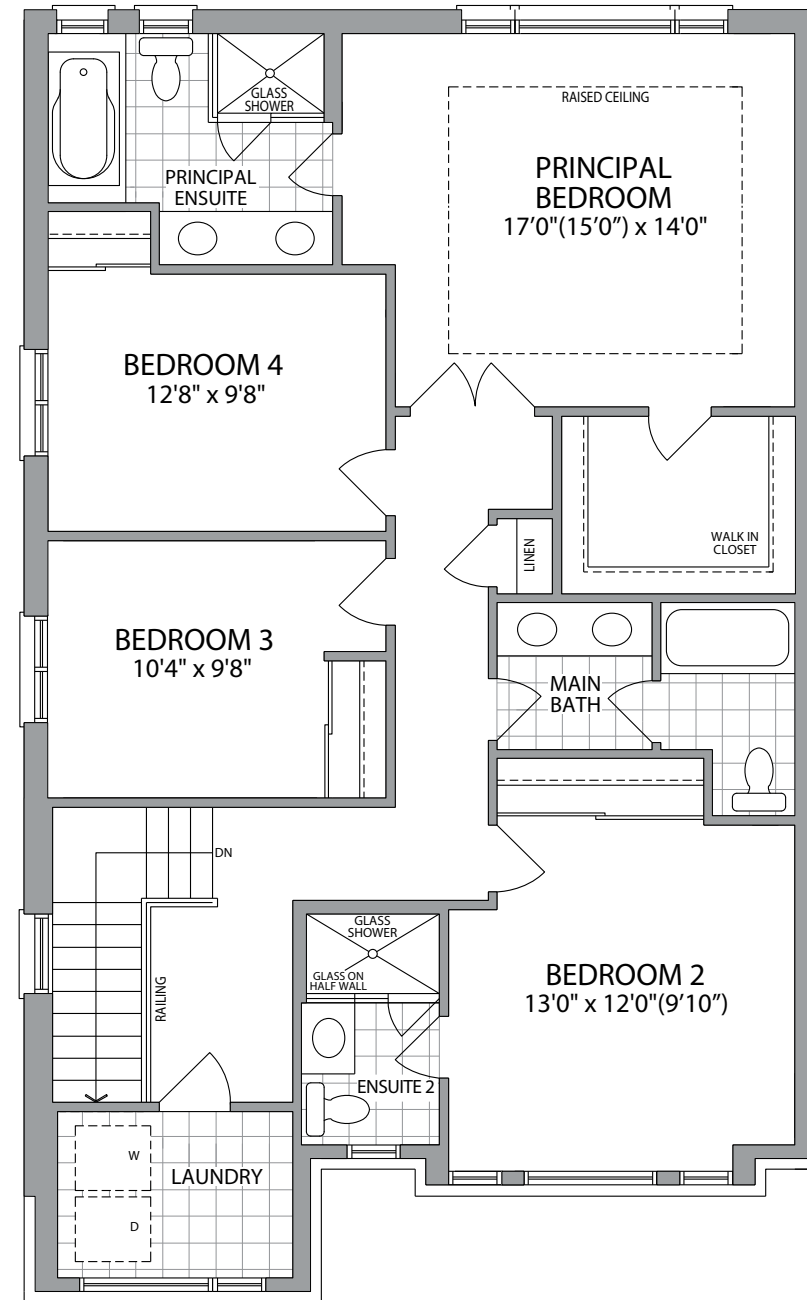 GLASS
SHOWER
RAISED CEILING
PRINCIPAL
ENSUITE
PRINCIPAL
BEDROOM
17'0"(15'0") x 14'0"
BEDROOM 4
12'8" x 9'8"
WALK IN
CLOSET
LINEN
BEDROOM 3
10'4" x 9'8"
MAIN
BATH
DN
RAILING
GLASS
SHOWER
GLASS ON
HALF WALL
BEDROOM 2
13'0" x 12'0"(9'10")
ENSUITE 2
W
LAUNDRY
D